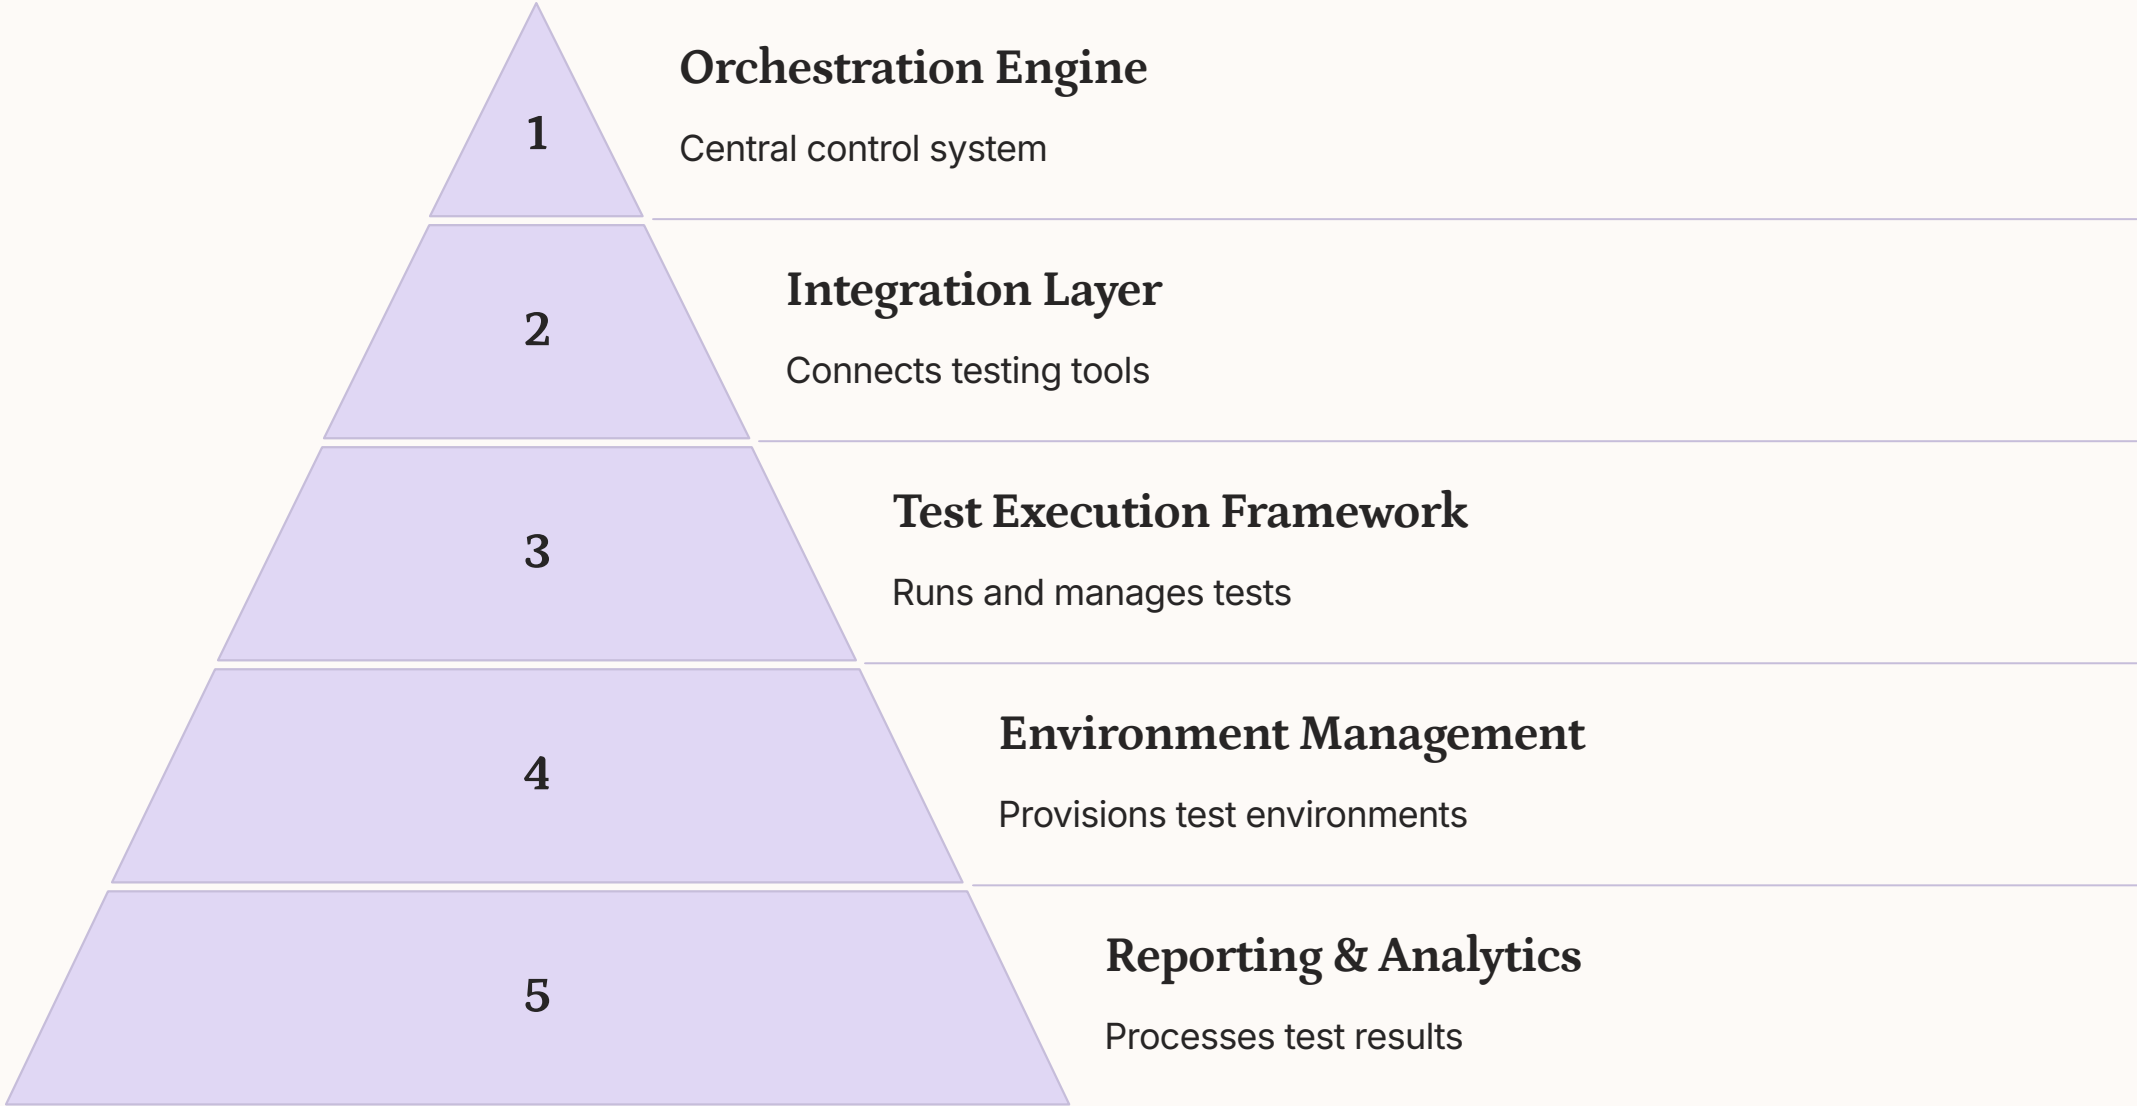 1
Orchestration Engine
Central control system
2
Integration Layer
Connects testing tools
3
Test Execution Framework
Runs and manages tests
4
Environment Management
Provisions test environments
5
Reporting & Analytics
Processes test results